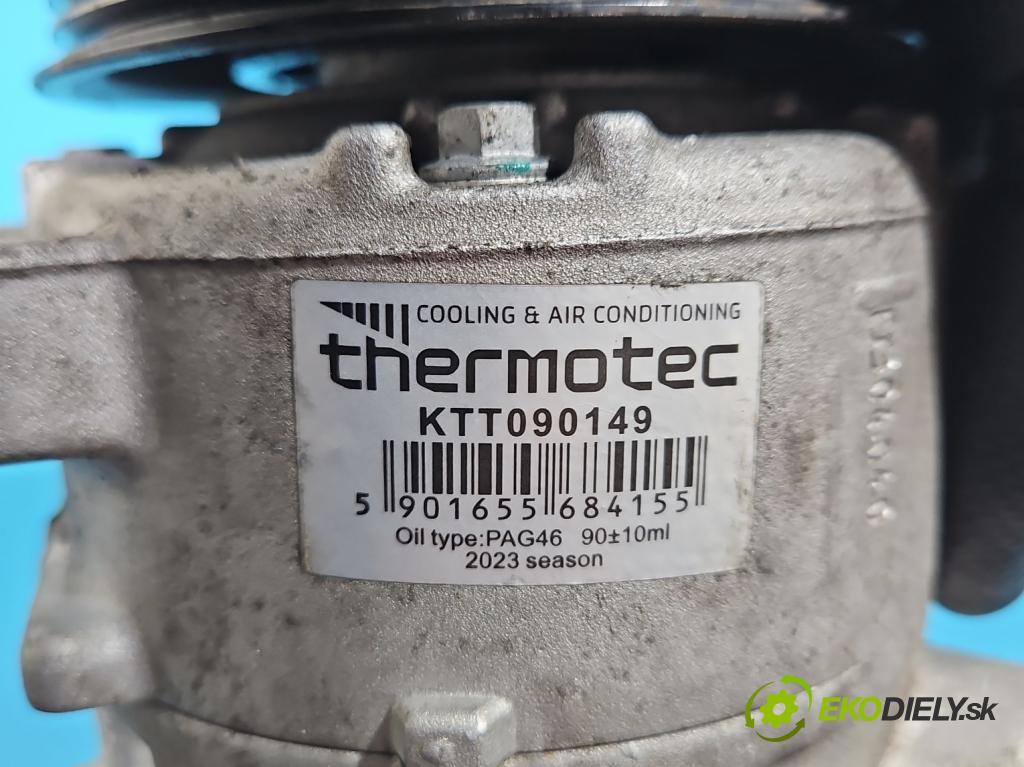 COOLING & AIR CONDITIONING
thermotec
KTT090149
5 901655 684155
Oil type:PAG46 90±10ml
2023 season
EKODIELY.sk